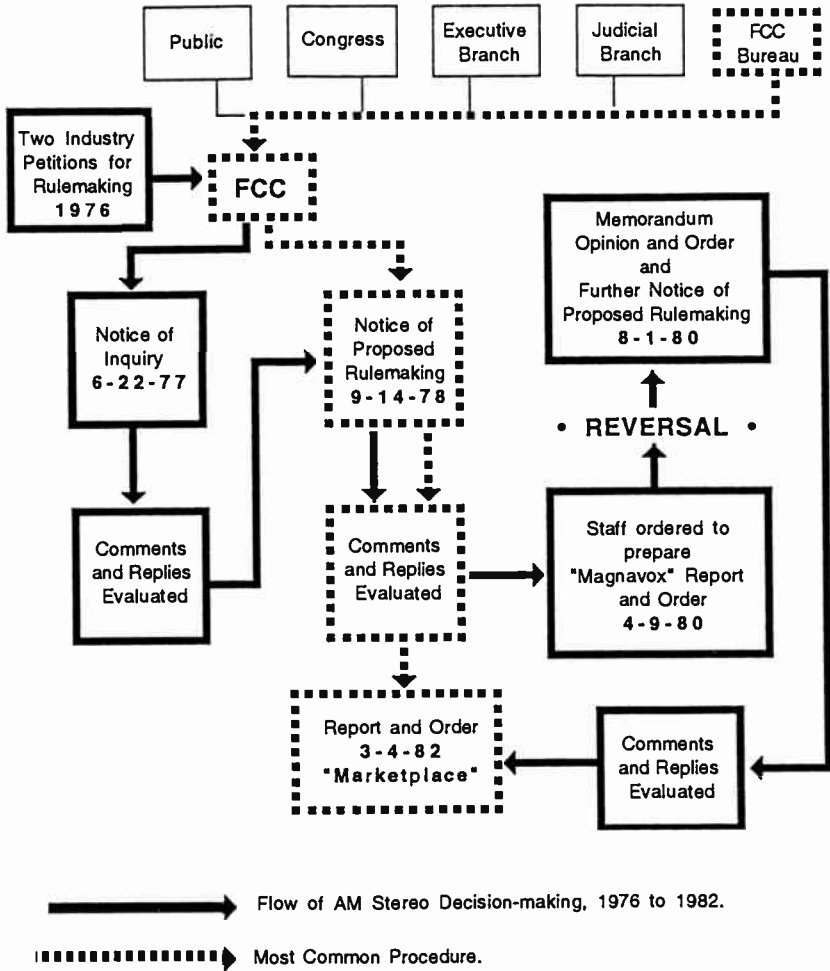 Public
Congress
Executive
Branch
Judicial
Branch
FCC
Bureau
Two Industry
Petitions for
Rulemaking
1976
FCC
Notice of
Inquiry
6-22-77
Comments
and Replies
Evaluated
Notice of
Proposed
Rulemaking
9-14-78
Comments
and Replies
Evaluated
Staff ordered to
prepare
"Magnavox" Report
and Order
4-9-80
• REVERSAL •
Memorandum
Opinion and Order
and
Further Notice of
Proposed Rulemaking
8-1-80
Comments
and Replies
Evaluated
Report and Order
3-4-82
"Marketplace"
Flow of AM Stereo Decision-making, 1976 to 1982.
Most Common Procedure.